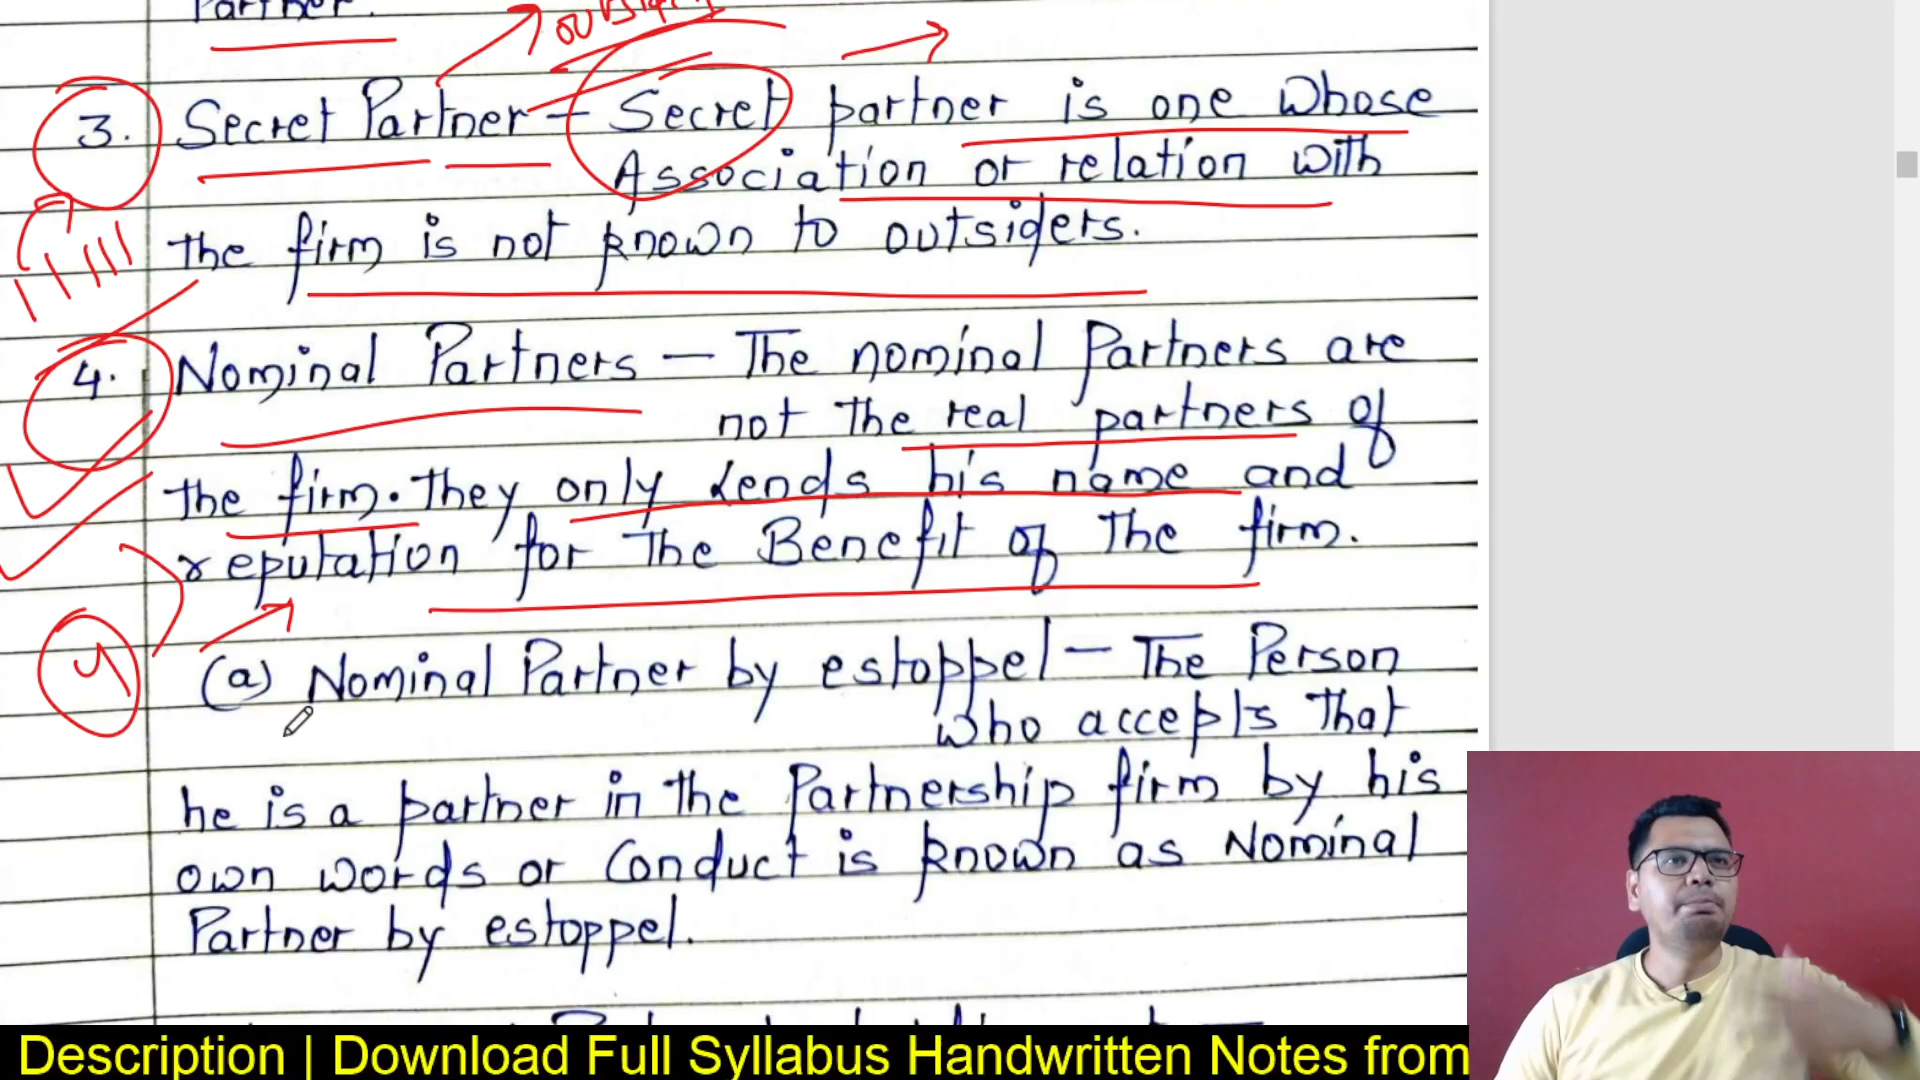 Partner.
outsider
3. Secret Partner - Secret partner is one whose
Association or relation with
the firm is not known to outsiders.
4. Nominal Partners - The nominal Partners are
not the real partners of
the firm. They only Lends his name and
reputation for the Benefit of the firm.
4
(a) Nominal Partner by estoppel - The Person
who accepts that
he is a partner in the Partnership firm by his
own words or Conduct is known as Nominal
Partner by estoppel.
Description | Download Full Syllabus Handwritten Notes from